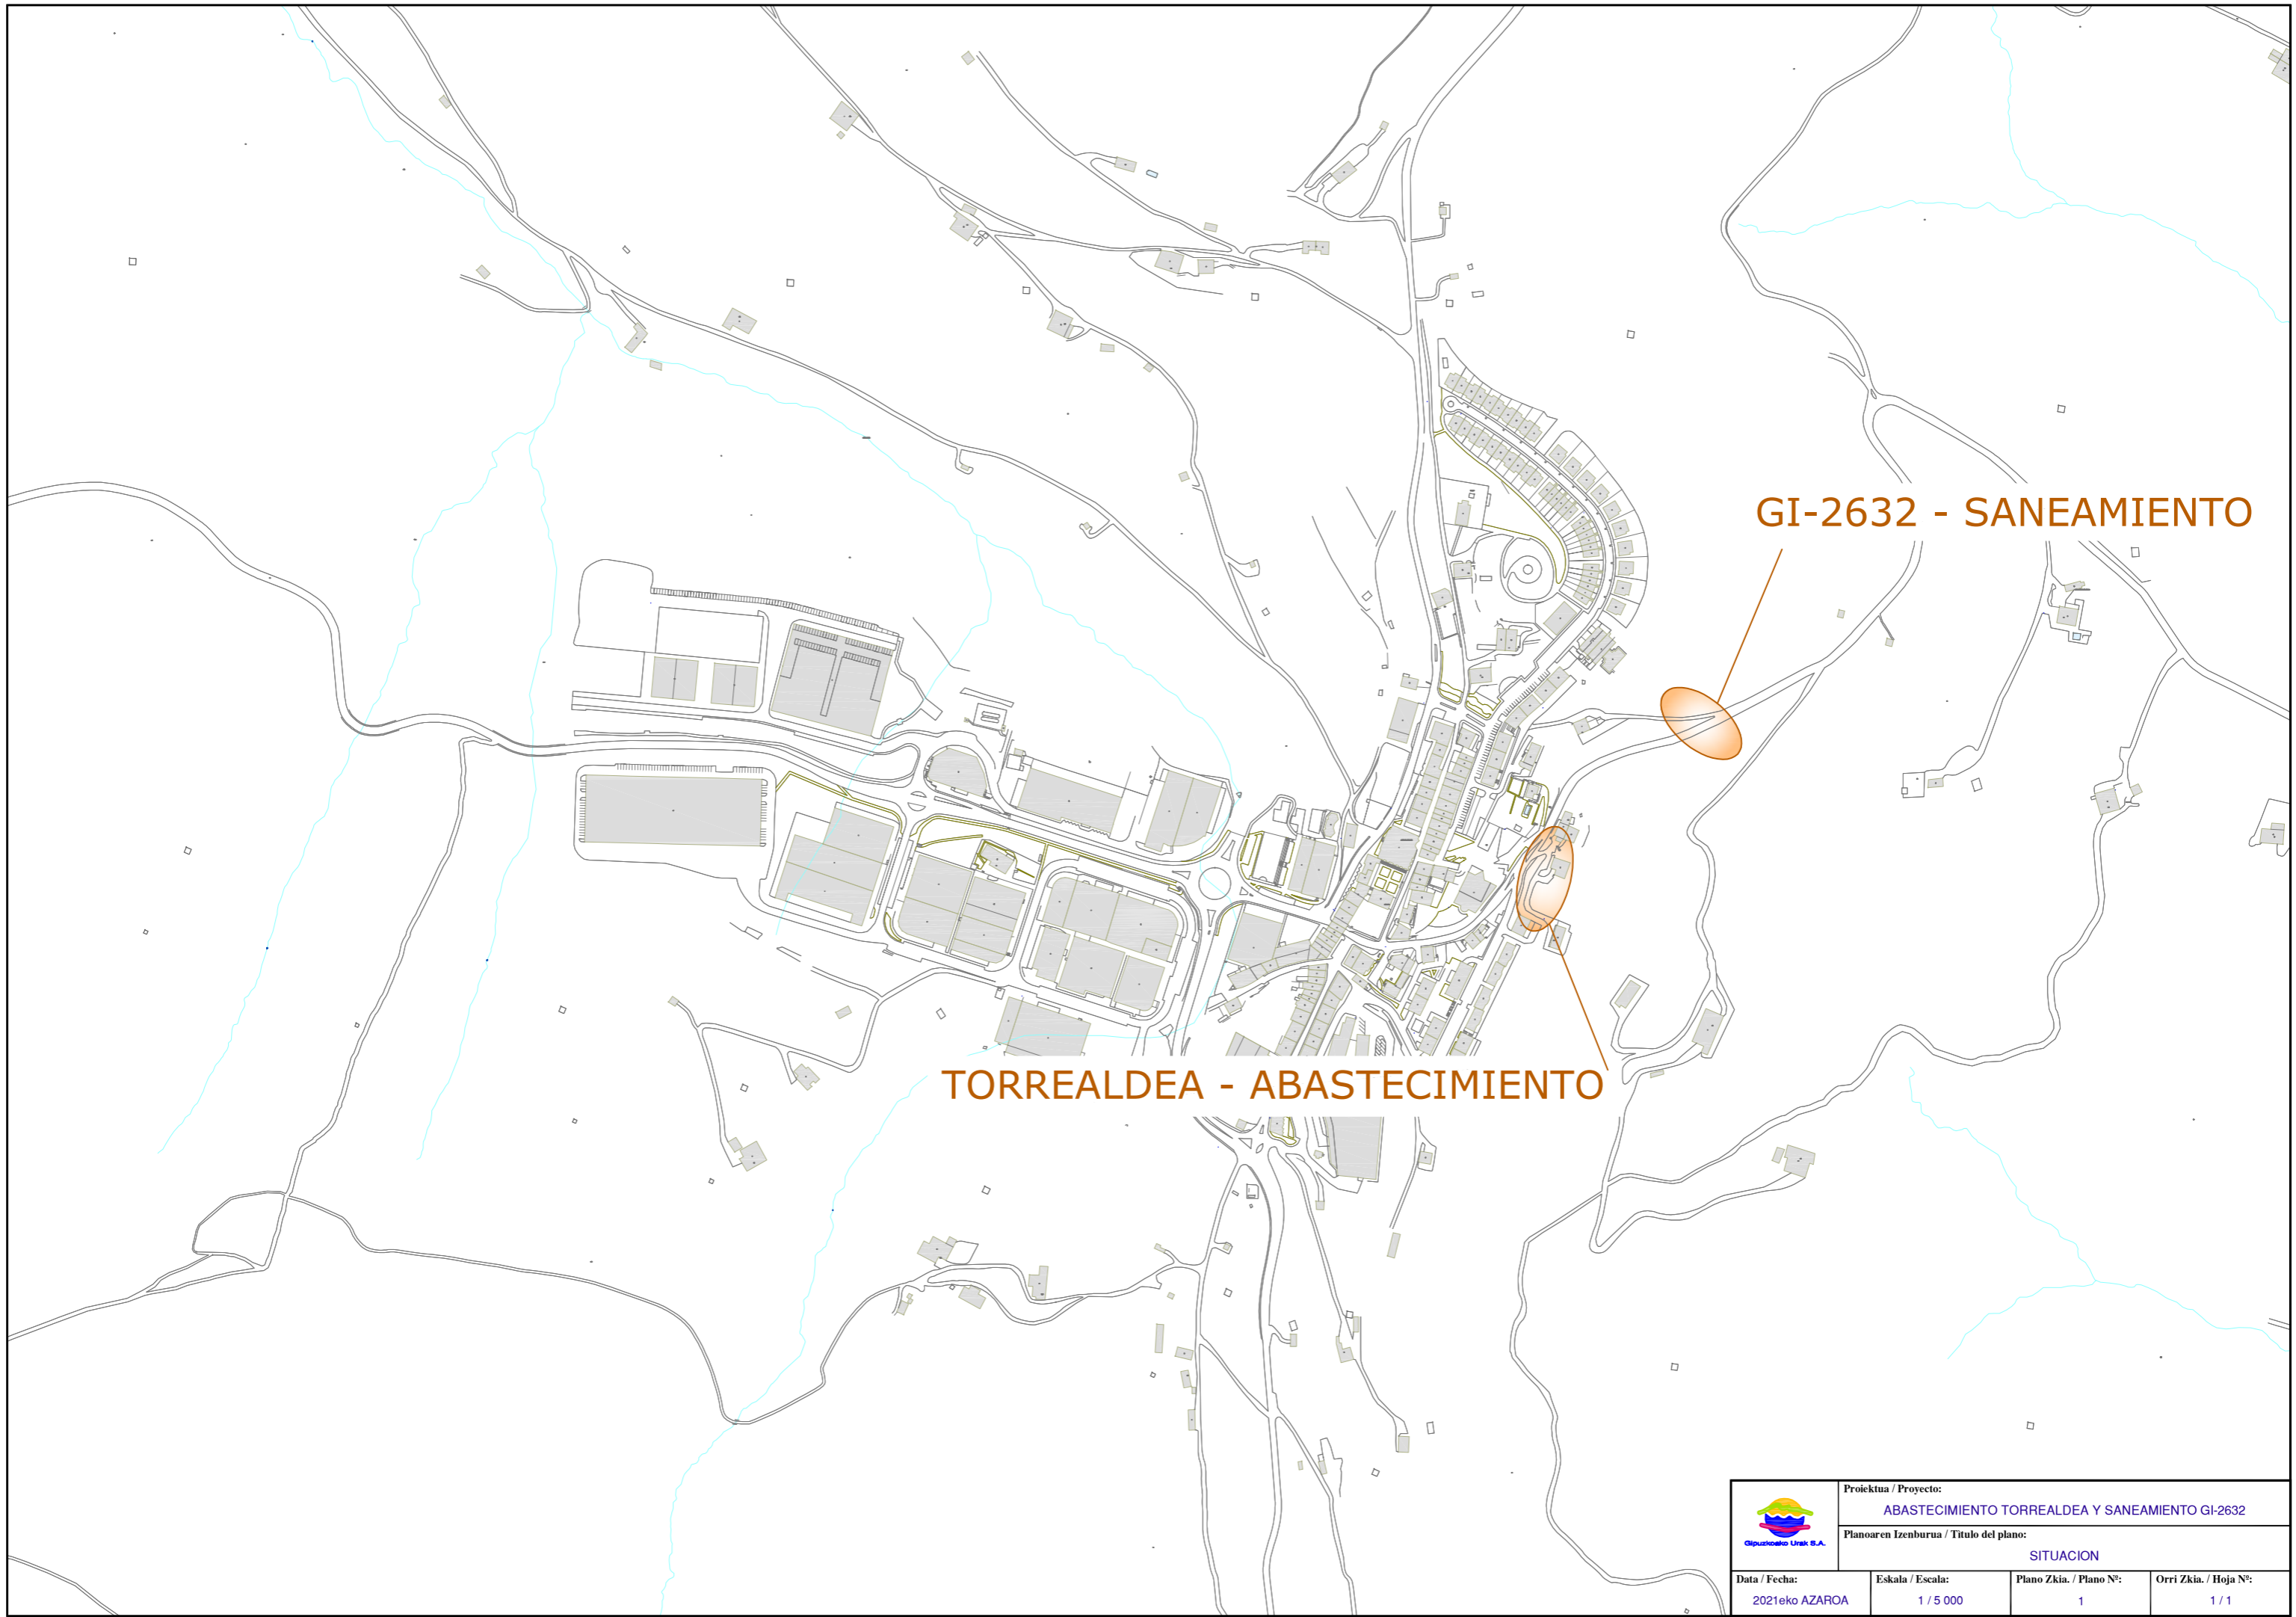 GI-2632 - SANEAMIENTO
TORREALDEA - ABASTECIMIENTO
Gipuzkoako Urak S.A.
Proiektua / Proyecto:
ABASTECIMIENTO TORREALDEA Y SANEAMIENTO GI-2632
Planoaren Izenburua / Titulo del plano:
SITUACION
Data / Fecha:
2021eko AZAROA
Eskala / Escala:
1 / 5 000
Plano Zkia. / Plano Nº:
1
Orri Zkia. / Hoja Nº:
1 / 1